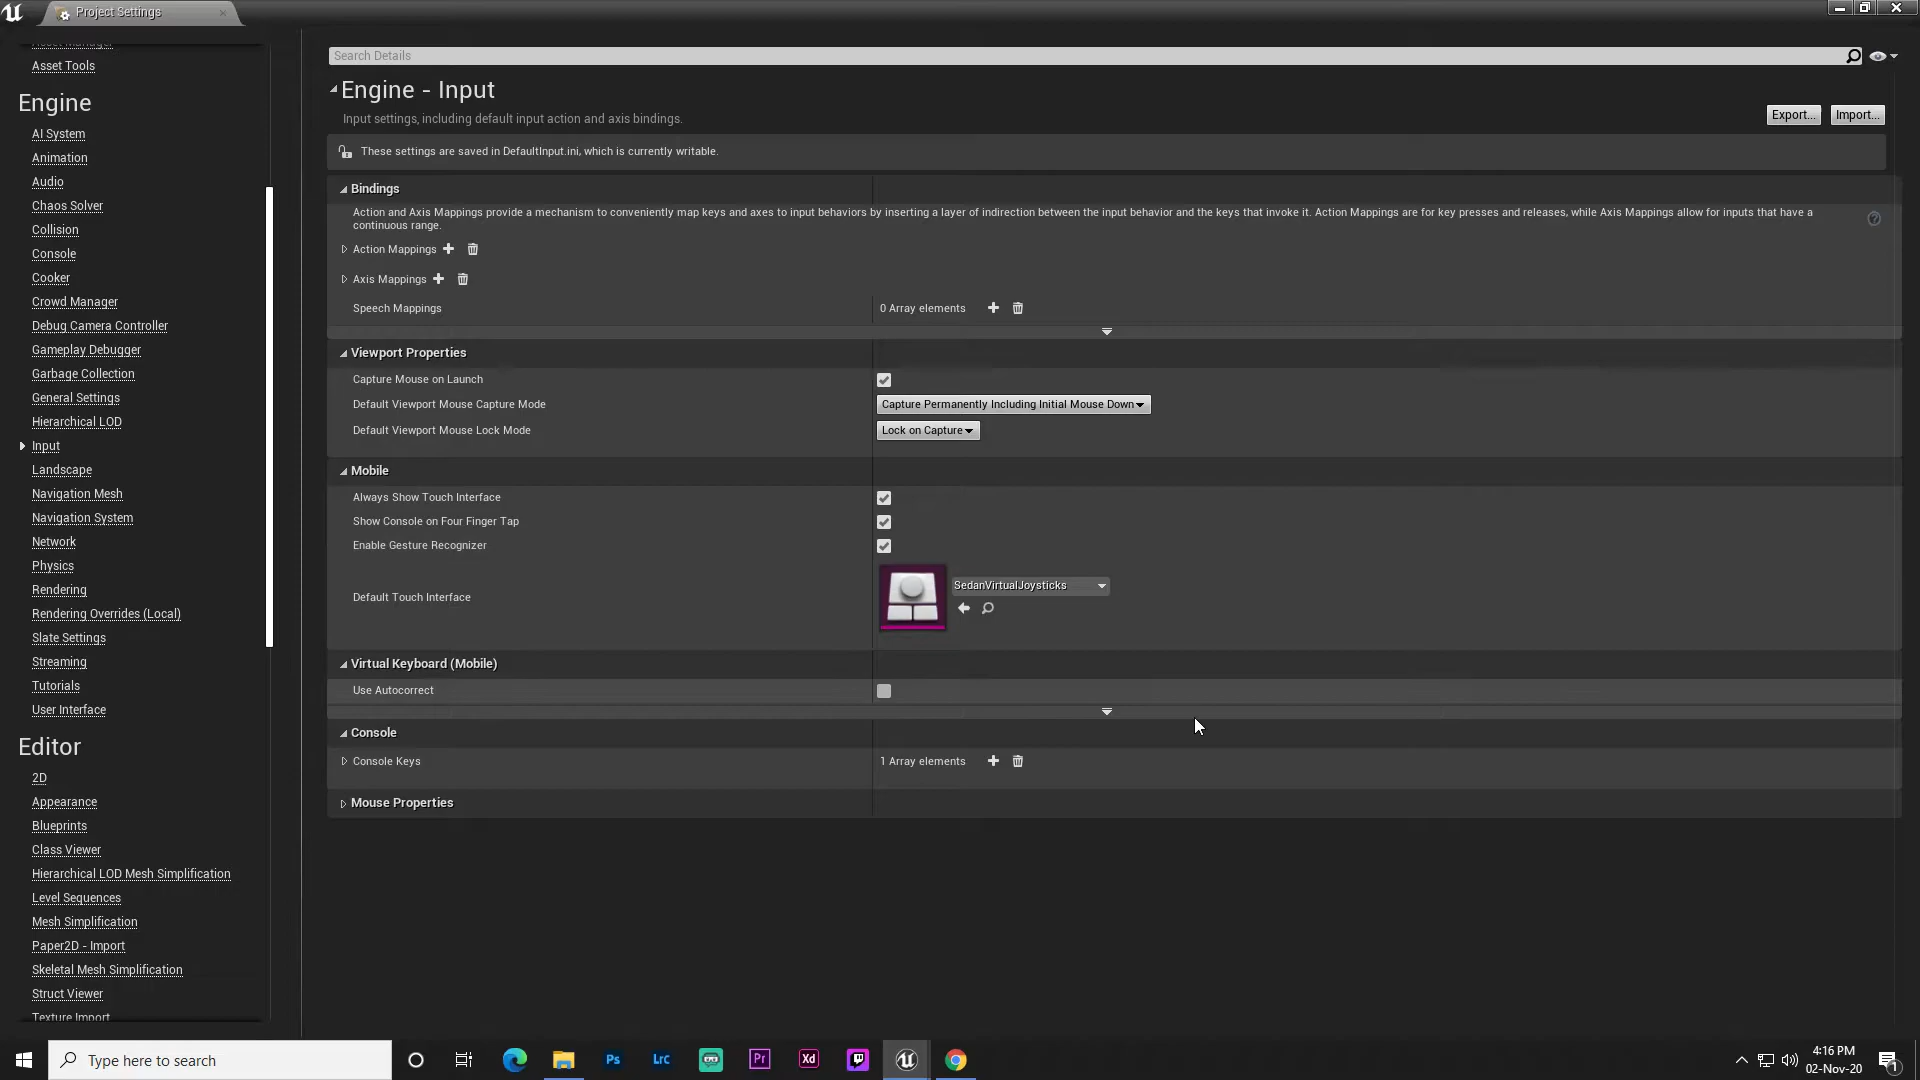 Project Settings
Asset Manager
Asset Tools
Engine
AI System
Animation
Audio
Chaos Solver
Collision
Console
Cooker
Crowd Manager
Debug Camera Controller
Gameplay Debugger
Garbage Collection
General Settings
Hierarchical LOD
Input
Landscape
Navigation Mesh
Navigation System
Network
Physics
Rendering
Rendering Overrides (Local)
Slate Settings
Streaming
Tutorials
User Interface
Editor
2D
Appearance
Blueprints
Class Viewer
Hierarchical LOD Mesh Simplification
Level Sequences
Mesh Simplification
Paper2D - Import
Skeletal Mesh Simplification
Struct Viewer
Texture Import
Search Details
Engine - Input
Input settings, including default input action and axis bindings.
Export... Import...
These settings are saved in DefaultInput.ini, which is currently writable.
Bindings
Action and Axis Mappings provide a mechanism to conveniently map keys and axes to input behaviors by inserting a layer of indirection between the input behavior and the keys that invoke it. Action Mappings are for key presses and releases, while Axis Mappings allow for inputs that have a
continuous range.
Action Mappings
Axis Mappings
Speech Mappings 0 Array elements
Viewport Properties
Capture Mouse on Launch
Default Viewport Mouse Capture Mode Capture Permanently Including Initial Mouse Down
Default Viewport Mouse Lock Mode Lock on Capture
Mobile
Always Show Touch Interface
Show Console on Four Finger Tap
Enable Gesture Recognizer
Default Touch Interface SedanVirtualJoysticks
Virtual Keyboard (Mobile)
Use Autocorrect
Console
Console Keys 1 Array elements
Mouse Properties
Type here to search
Ps
Lrc
Pr
Xd
4:16 PM
02-Nov-20
1